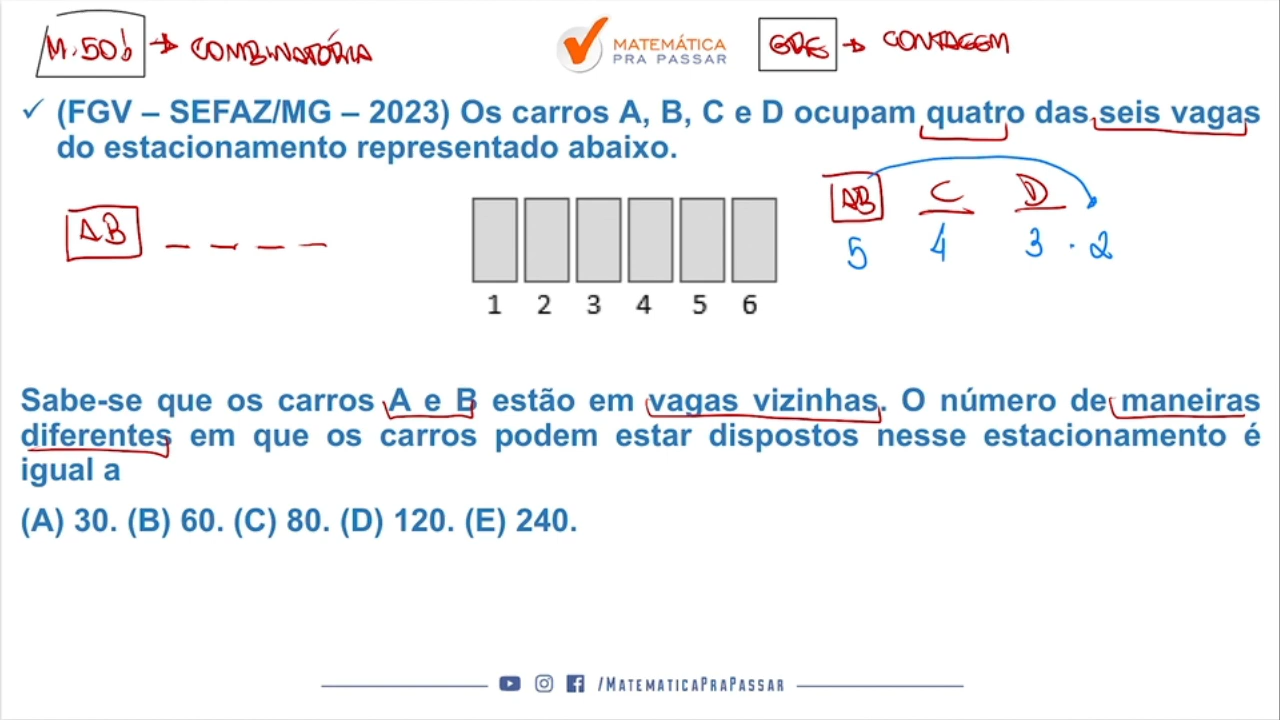 M.50b → COMBINATÓRIA
MATEMÁTICA
PRA PASSAR
→ CONTAGEM
✓ (FGV – SEFAZ/MG – 2023) Os carros A, B, C e D ocupam quatro das seis vagas
do estacionamento representado abaixo.
AB C D
5 4 3 . 2
AB _ _ _ _
1 2 3 4 5 6
Sabe-se que os carros A e B estão em vagas vizinhas. O número de maneiras
diferentes em que os carros podem estar dispostos nesse estacionamento é
igual a
(A) 30. (B) 60. (C) 80. (D) 120. (E) 240.
/MATEMATICAPRAPASSAR